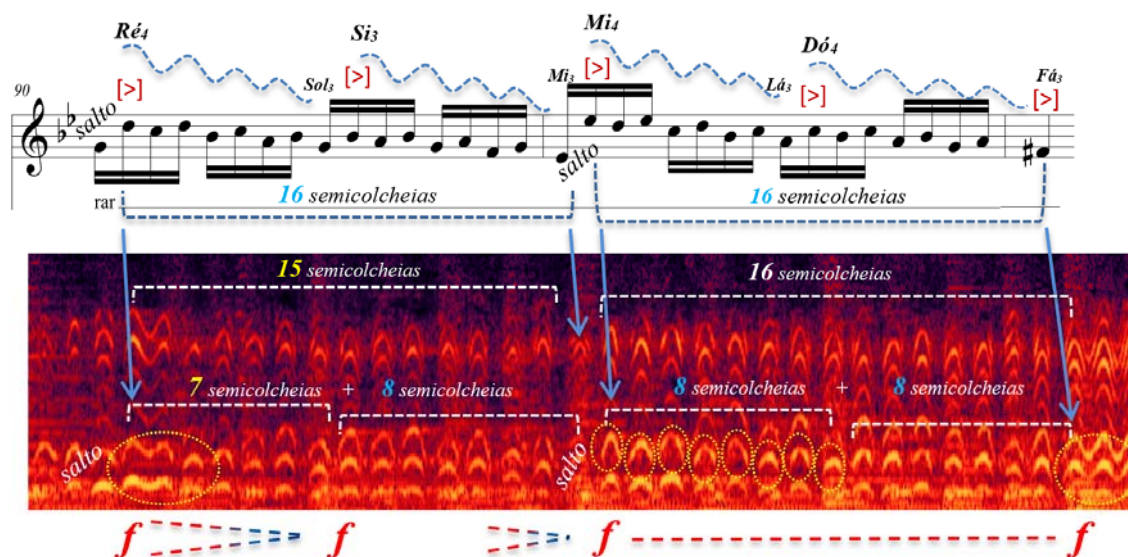 Ré4 Si3 Mi4 Dó4
[>] Sol3 [>] Mi3 [>] Lá3 [>] Fá3 [>]
90
salto salto
rar
16 semicolcheias 16 semicolcheias
15 semicolcheias 16 semicolcheias
7 semicolcheias + 8 semicolcheias 8 semicolcheias + 8 semicolcheias
salto salto
f f f f